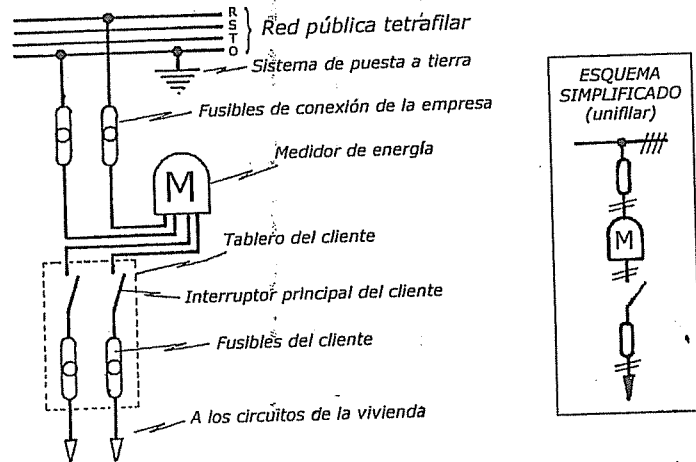 R
S
T
O
Red pública tetrafilar
Sistema de puesta a tierra
Fusibles de conexión de la empresa
Medidor de energía
M
Tablero del cliente
Interruptor principal del cliente
Fusibles del cliente
A los circuitos de la vivienda
ESQUEMA
SIMPLIFICADO
(unifilar)
M